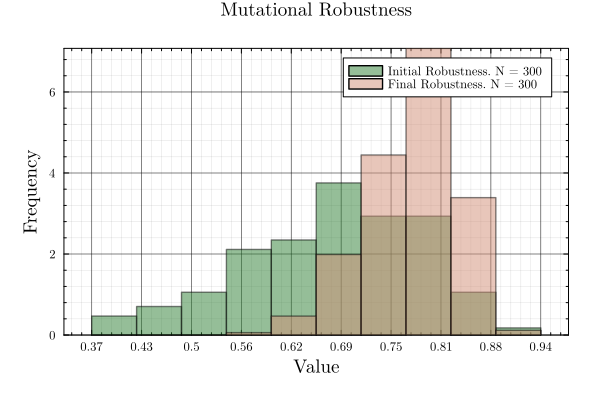 Mutational Robustness
Initial Robustness. N = 300
Final Robustness. N = 300
Frequency
6
4
2
0
0.37 0.43 0.5 0.56 0.62 0.69 0.75 0.81 0.88 0.94
Value